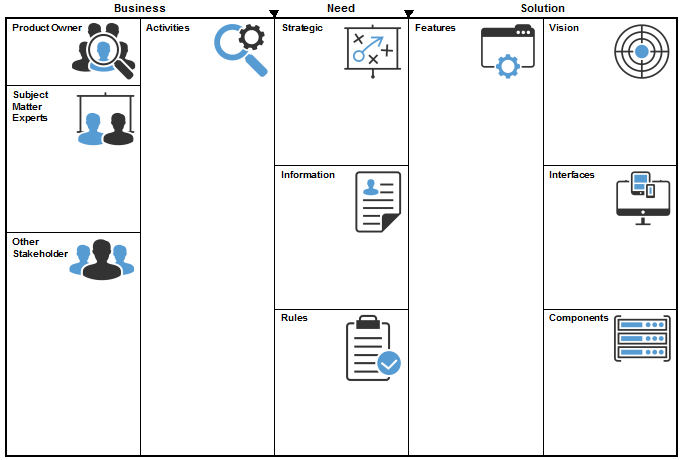 Business
Need
Solution
Product Owner
Activities
Strategic
Features
Vision
Subject
Matter
Experts
Information
Interfaces
Other
Stakeholder
Rules
Components